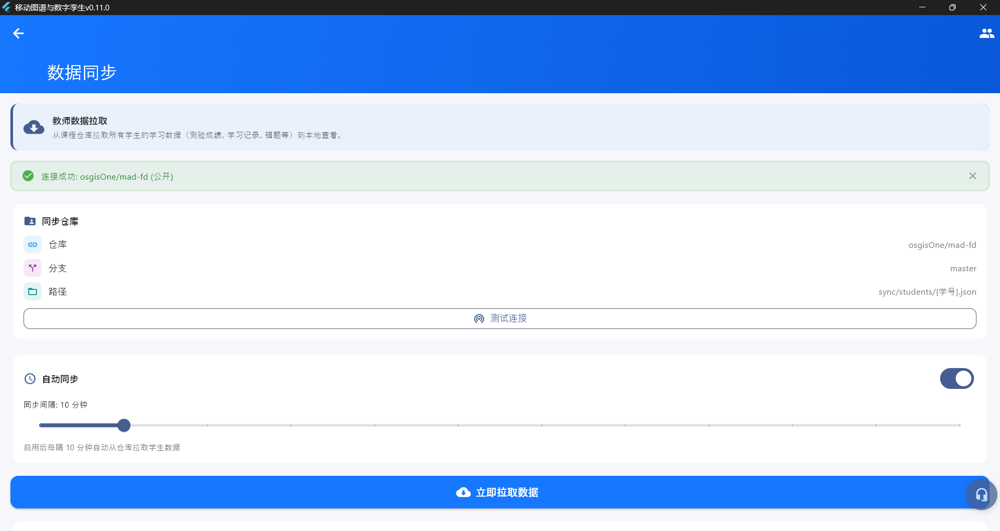 移动图谱与数字孪生v0.11.0
数据同步
教师数据拉取
从课程仓库拉取所有学生的学习数据（测验成绩、学习记录、错题等）到本地查看。
连接成功: osgisOne/mad-fd (公开)
同步仓库
仓库 osgisOne/mad-fd
分支 master
路径 sync/students/{学号}.json
测试连接
自动同步
同步间隔: 10 分钟
启用后每隔 10 分钟自动从仓库拉取学生数据
立即拉取数据